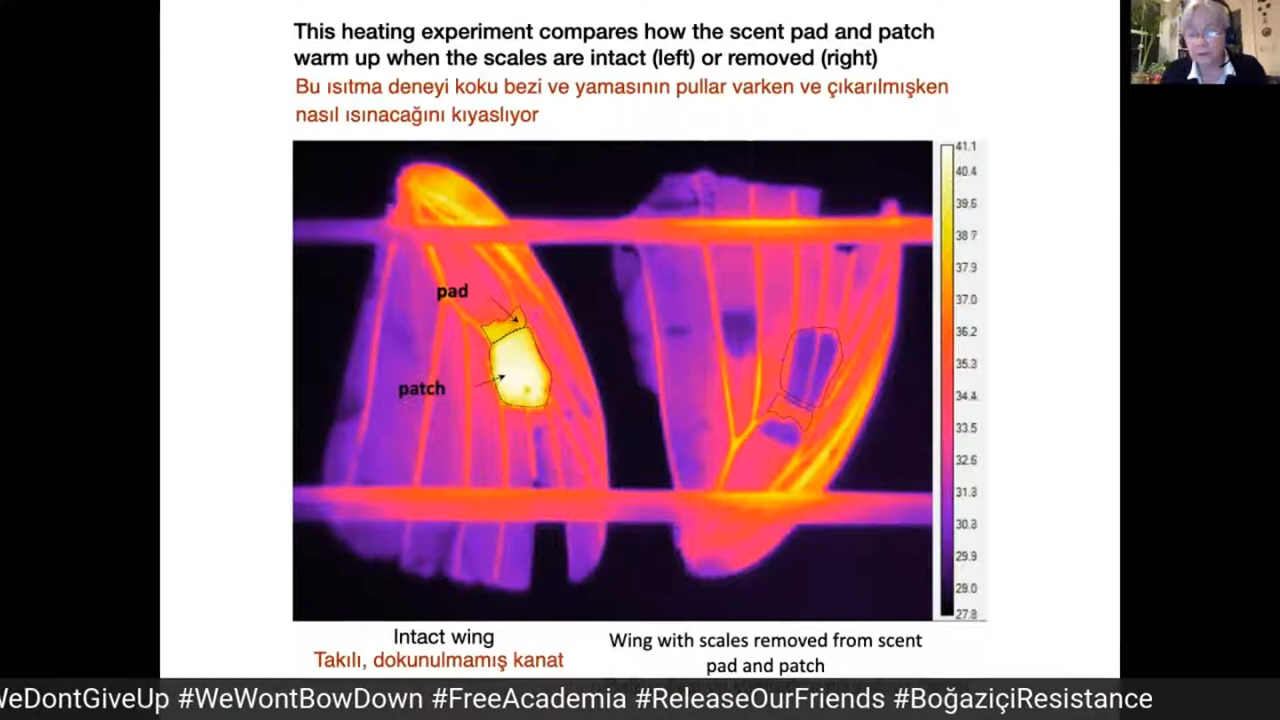 This heating experiment compares how the scent pad and patch
warm up when the scales are intact (left) or removed (right)
Bu ısıtma deneyi koku bezi ve yamasının pullar varken ve çıkarılmışken
nasıl ısınacağını kıyaslıyor
pad
patch
41.1
40.4
39.5
38.7
37.9
37.0
36.2
35.3
34.4
33.5
32.6
31.3
30.3
29.9
29.0
27.8
Intact wing
Takılı, dokunulmamış kanat
Wing with scales removed from scent
pad and patch
WeDontGiveUp #WeWontBowDown #FreeAcademia #ReleaseOurFriends #BoğaziçiResistance